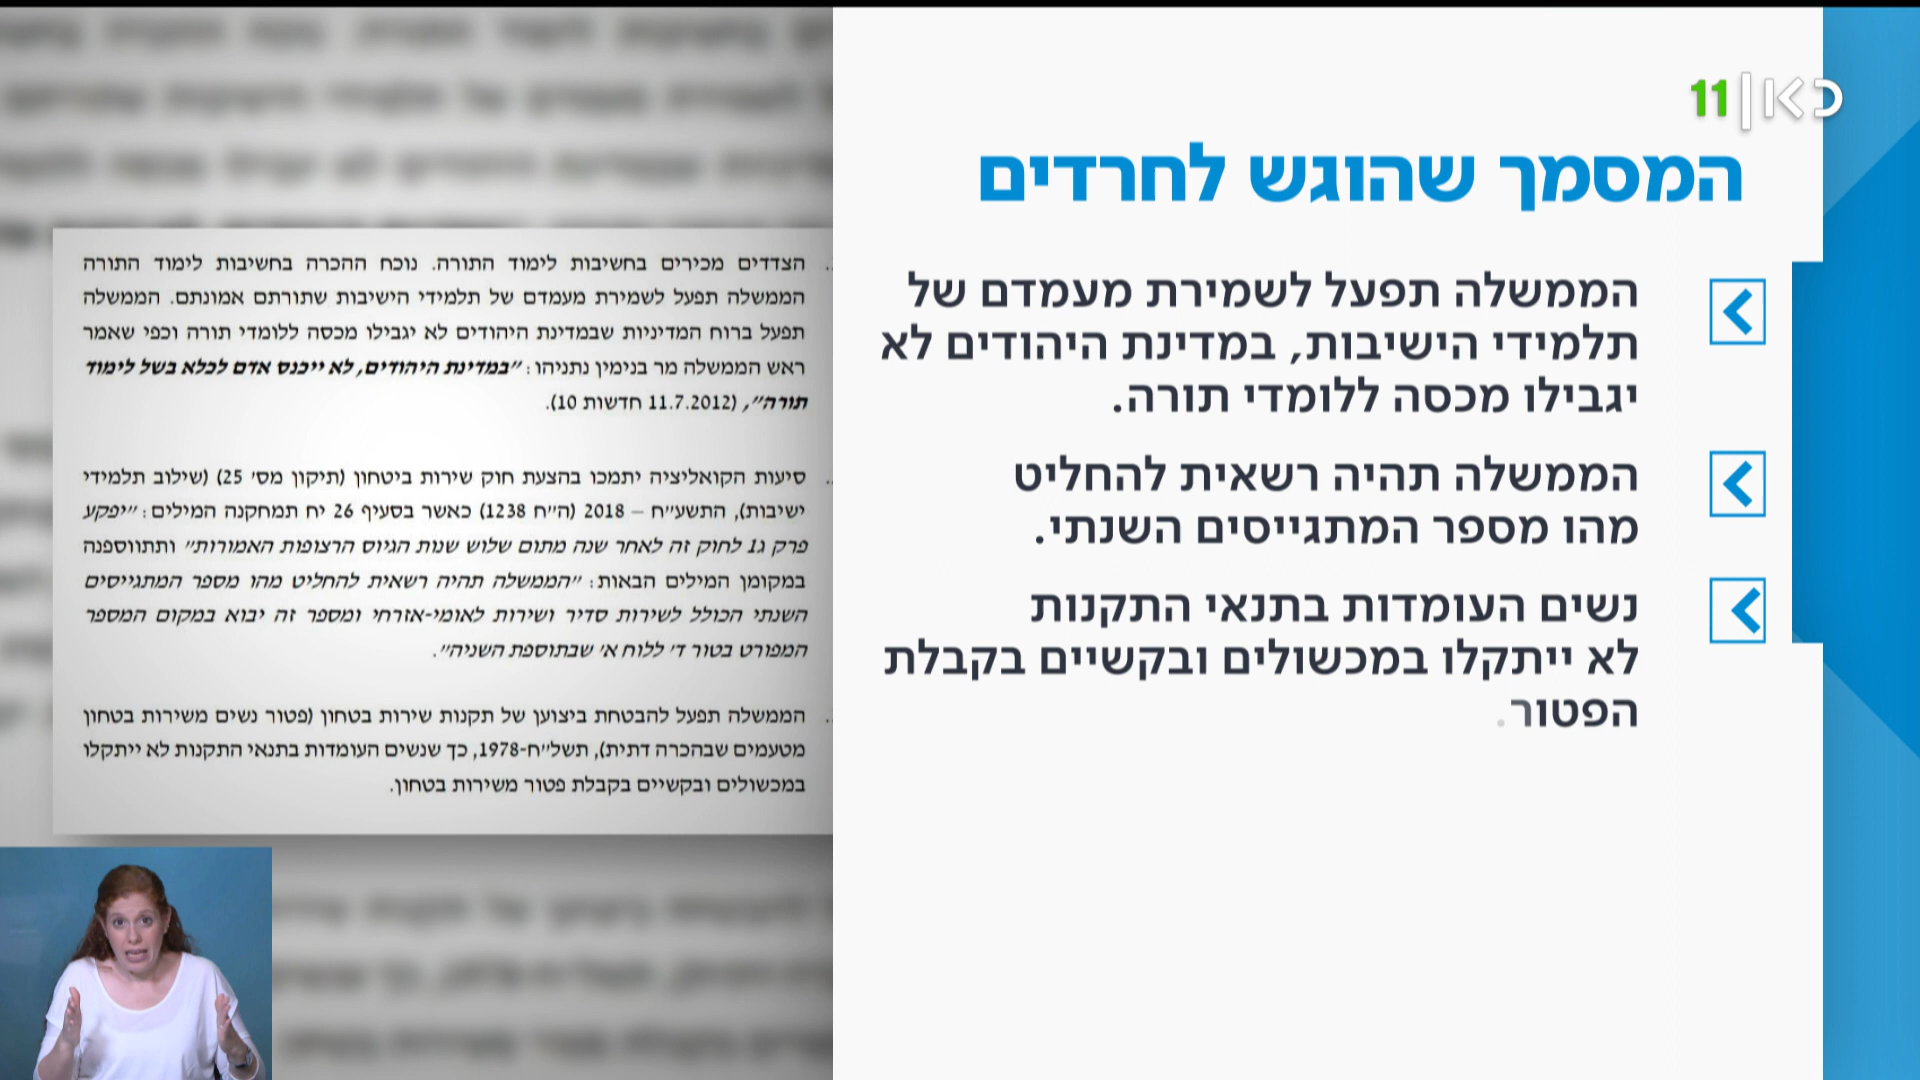 כאן 11
המסמך שהוגש לחרדים
הממשלה תפעל לשמירת מעמדם של
תלמידי הישיבות, במדינת היהודים לא
יגבילו מכסה ללומדי תורה.
הממשלה תהיה רשאית להחליט
מהו מספר המתגייסים השנתי.
נשים העומדות בתנאי התקנות
לא ייתקלו במכשולים ובקשיים בקבלת
הפטור.
הצדדים מכירים בחשיבות לימוד התורה. נוכח ההכרה בחשיבות לימוד התורה
הממשלה תפעל לשמירת מעמדם של תלמידי הישיבות שתורתם אמונתם. הממשלה
תפעל ברוח המדיניות שבמדינת היהודים לא יגבילו מכסה ללומדי תורה וכפי שאמר
ראש הממשלה מר בנימין נתניהו: "במדינת היהודים, לא ייכנס אדם לכלא בשל לימוד
תורה", (11.7.2012 חדשות 10).
סיעות הקואליציה יתמכו בהצעת חוק שירות ביטחון (תיקון מס' 25) (שילוב תלמידי
ישיבות), התשע"ח – 2018 (ה"ח 1238) כאשר בסעיף 26 יח תמחקנה המילים: "יפקע
פרק ג1 לחוק זה לאחר שנה מתום שלוש שנות הגיוס הרצופות האמורות" ותתווספנה
במקומן המילים הבאות: "הממשלה תהיה רשאית להחליט מהו מספר המתגייסים
השנתי הכולל לשירות סדיר ושירות לאומי-אזרחי ומספר זה יבוא במקום המספר
המפורט בטור ד' ללוח א' שבתוספת השניה".
הממשלה תפעל להבטחת ביצוען של תקנות שירות בטחון (פטור נשים משירות בטחון
מטעמים שבהכרה דתית), תשל"ח-1978, כך שנשים העומדות בתנאי התקנות לא ייתקלו
במכשולים ובקשיים בקבלת פטור משירות בטחון.